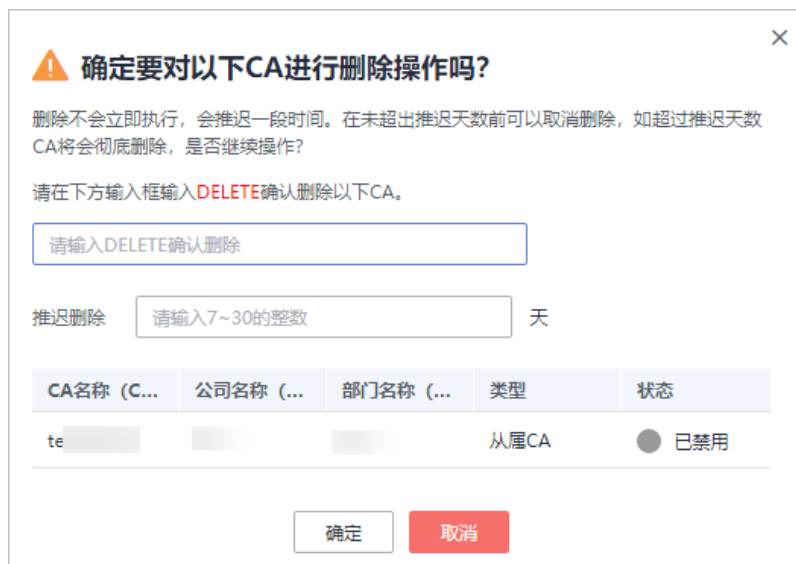 确定要对以下CA进行删除操作吗？
删除不会立即执行，会推迟一段时间。在未超出推迟天数前可以取消删除，如超过推迟天数
CA将会彻底删除，是否继续操作？
请在下方输入框输入DELETE确认删除以下CA。
请输入DELETE确认删除
推迟删除 请输入7~30的整数 天
CA名称（C... 公司名称（... 部门名称（... 类型 状态
te 从属CA 已禁用
确定 取消